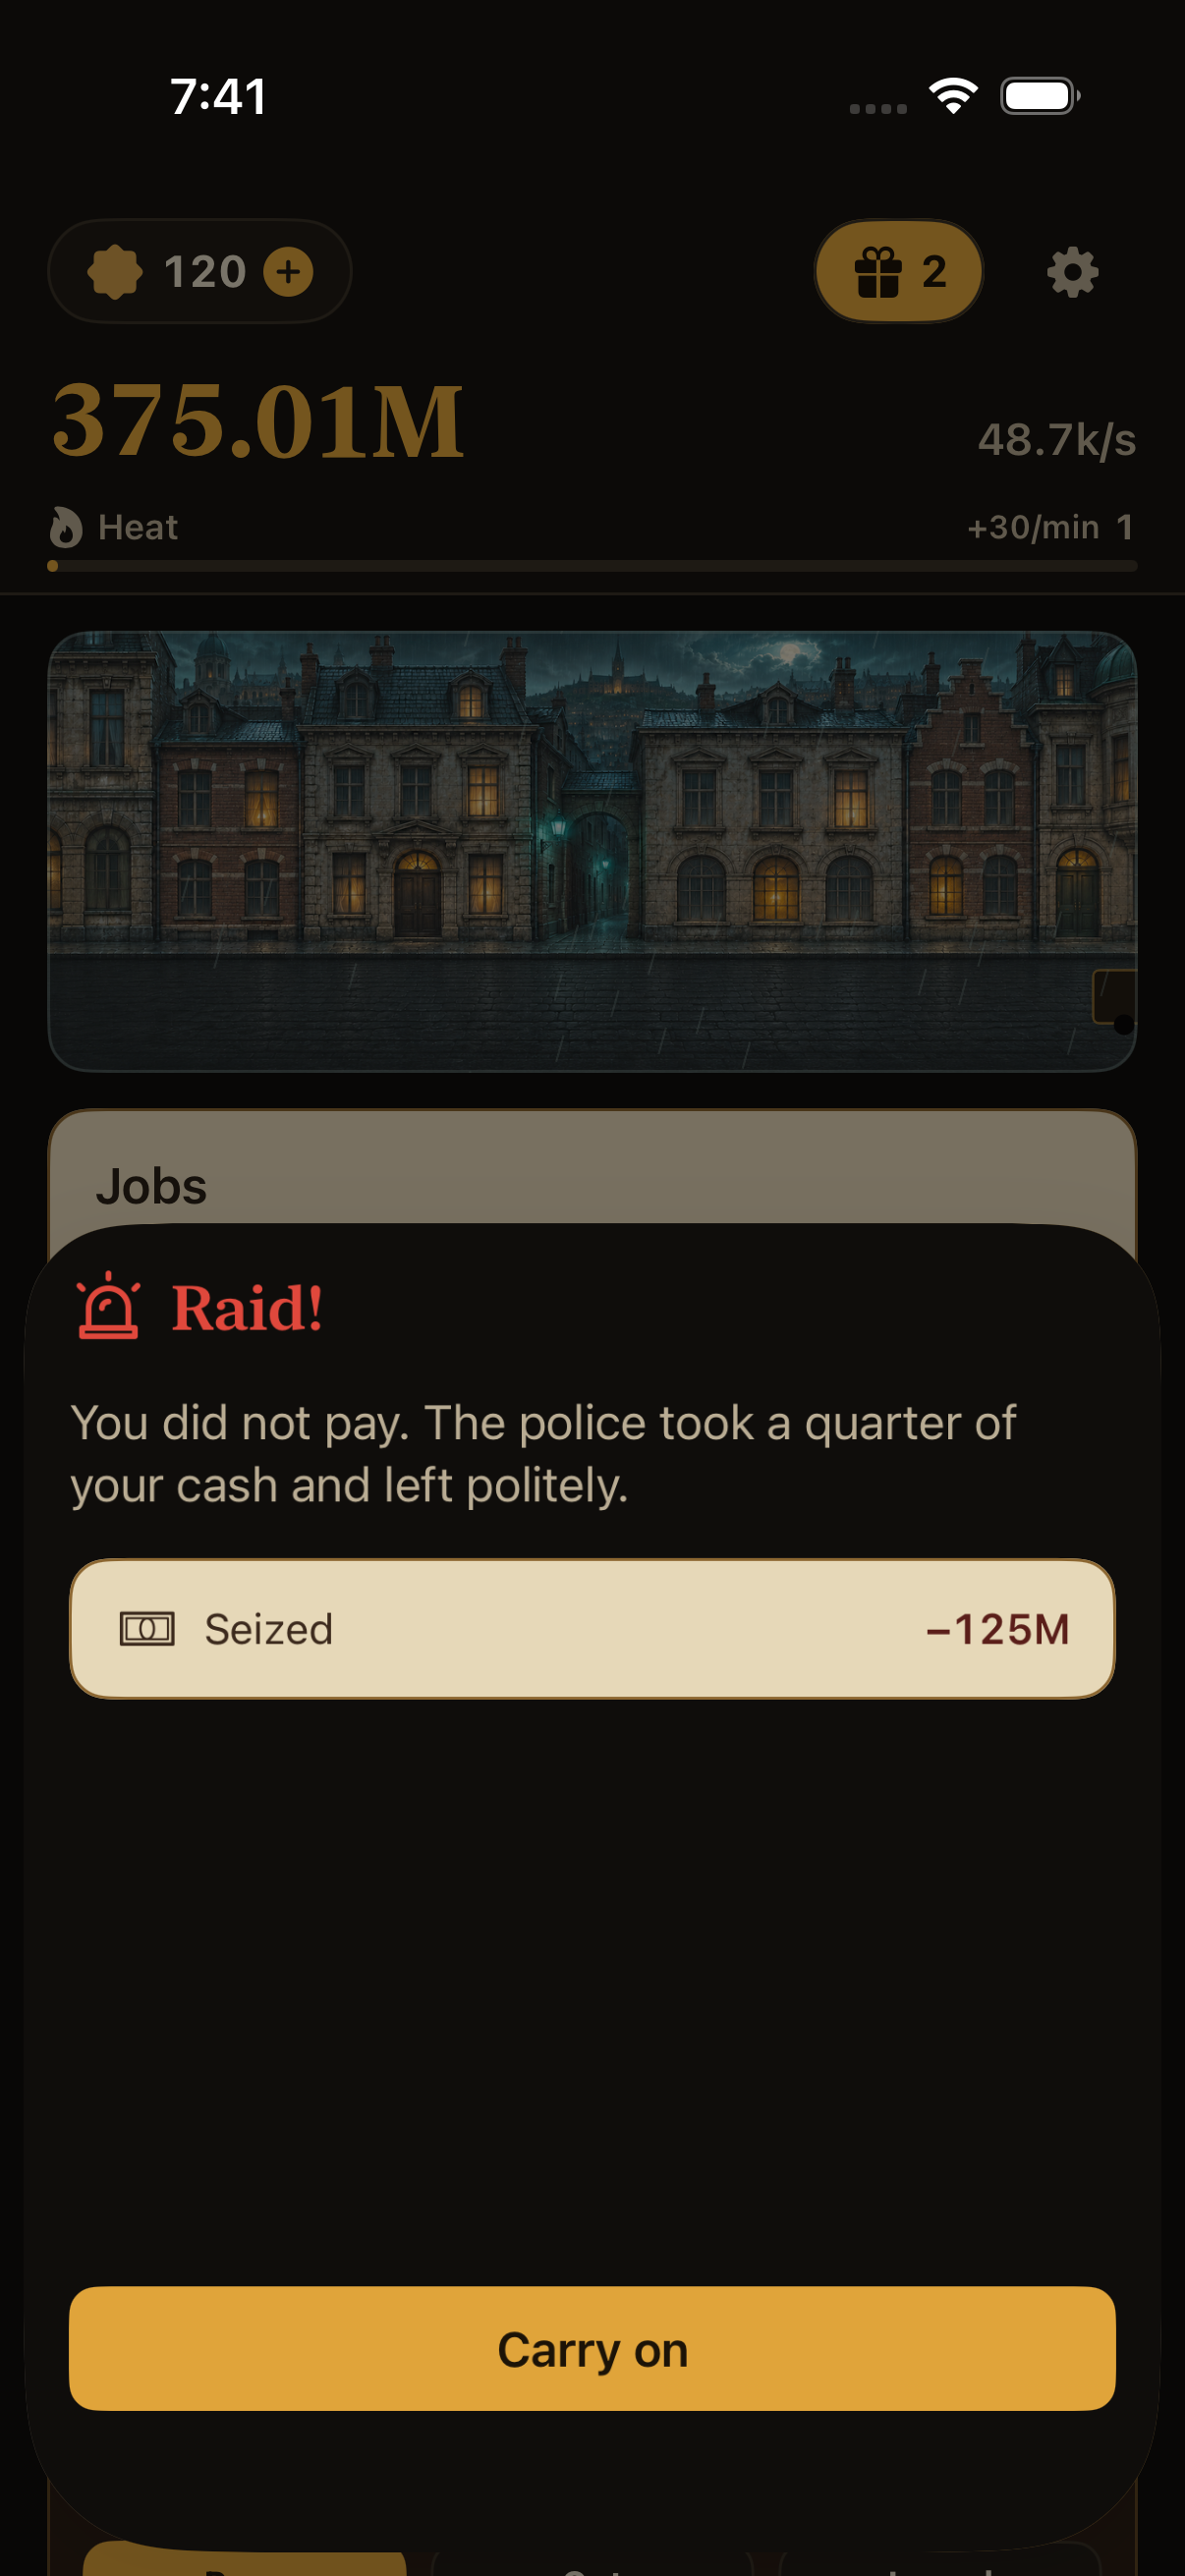 7:41
120
2
375.01M
48.7k/s
Heat
+30/min 1
Jobs
Raid!
You did not pay. The police took a quarter of
your cash and left politely.
Seized
–125M
Carry on